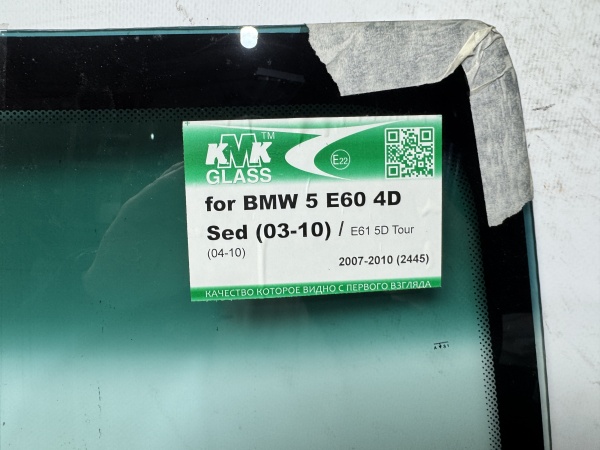 KMK™
GLASS
E22
for BMW 5 E60 4D
Sed (03-10) / E61 5D Tour
(04-10)
2007-2010 (2445)
КАЧЕСТВО КОТОРОЕ ВИДНО С ПЕРВОГО ВЗГЛЯДА